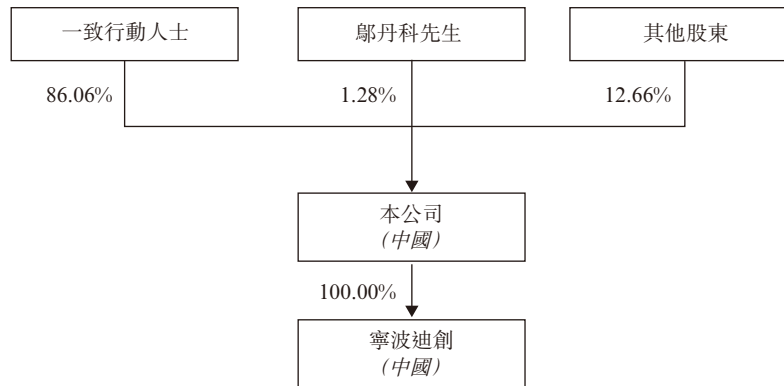 一致行動人士
鄔丹科先生
其他股東
86.06%
1.28%
12.66%
本公司
(中國)
100.00%
寧波迪創
(中國)